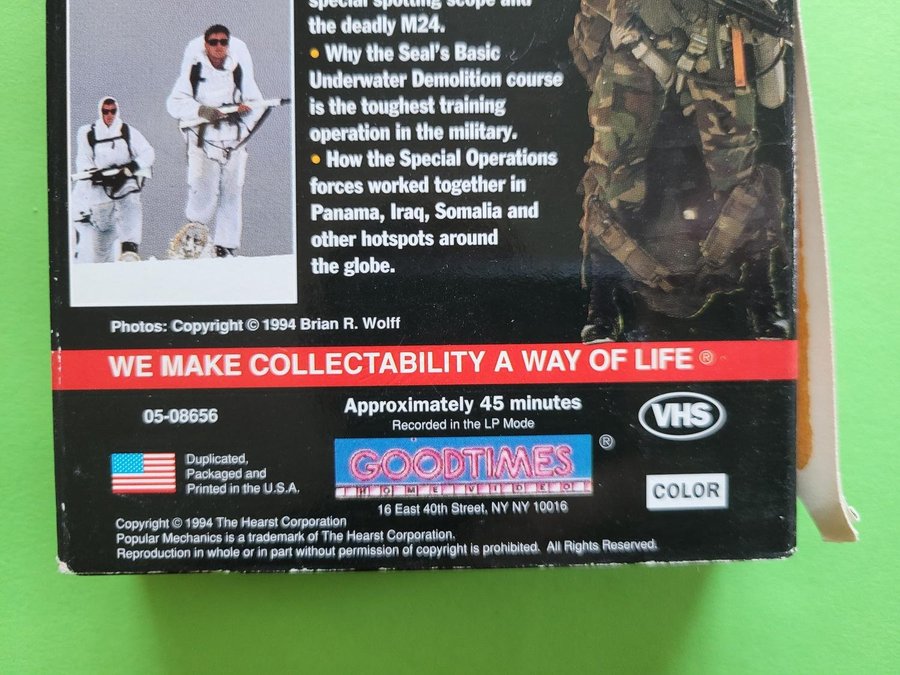 special spotting scope and
the deadly M24.
• Why the Seal's Basic
Underwater Demolition course
is the toughest training
operation in the military.
• How the Special Operations
forces worked together in
Panama, Iraq, Somalia and
other hotspots around
the globe.
Photos: Copyright © 1994 Brian R. Wolff
WE MAKE COLLECTABILITY A WAY OF LIFE ®
05-08656
Approximately 45 minutes
Recorded in the LP Mode
VHS
Duplicated,
Packaged and
Printed in the U.S.A.
GOODTIMES ®
HOME VIDEO
16 East 40th Street, NY NY 10016
COLOR
Copyright © 1994 The Hearst Corporation
Popular Mechanics is a trademark of The Hearst Corporation.
Reproduction in whole or in part without permission of copyright is prohibited. All Rights Reserved.